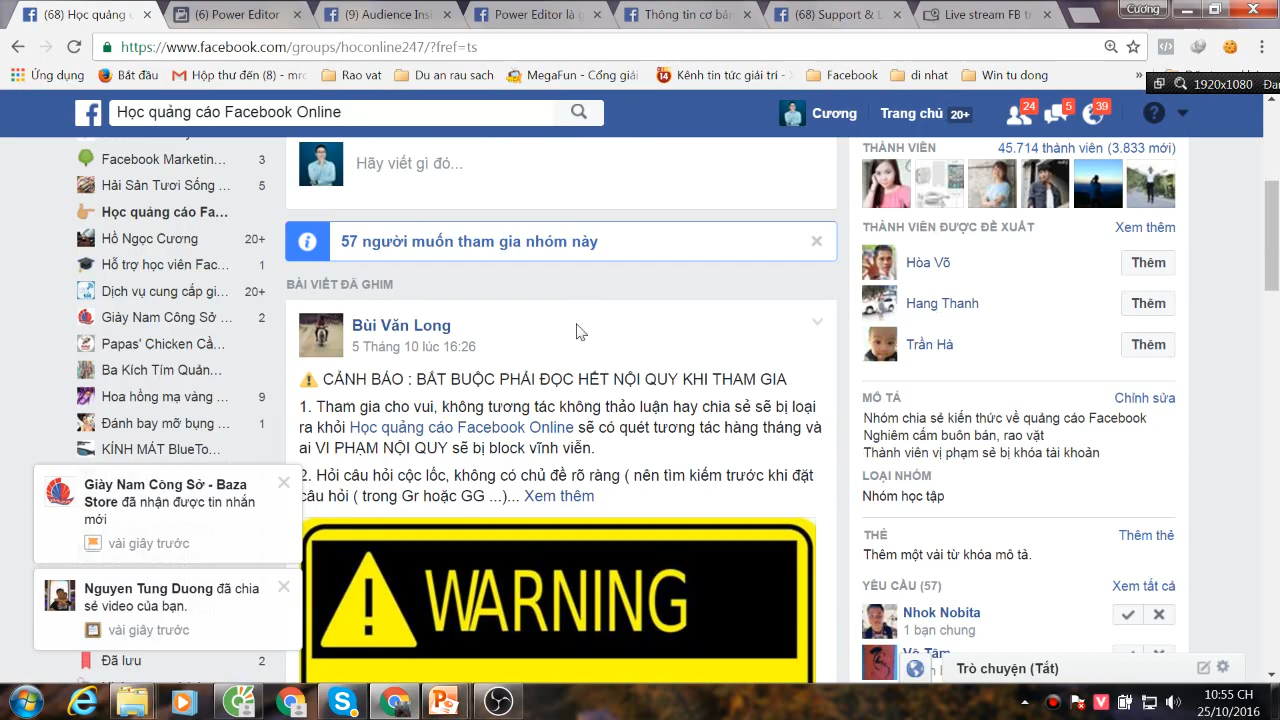 (68) Học quảng c
(6) Power Editor
(9) Audience In
Power Editor là g
Thông tin cơ bản
(68) Support &
Live stream FB t
Cương
https://www.facebook.com/groups/hoconline247/?fref=ts
Ứng dụng
Bắt đầu
Hộp thư đến (8) - mrc
Rao vat
Du an rautrach
MegaFun - Cổng giải
Kênh tin tức giải trí -
Facebook
di nhat
Win tu dong
»
1920x1080
Học quảng cáo Facebook Online
Cương
Trang chủ 20+
24
5
39
Facebook Marketin... 3
Hải Sản Tươi Sống ... 5
Học quảng cáo Fa...
Hồ Ngọc Cương 20+
Hỗ trợ học viên Fac... 1
Dịch vụ cung cấp gi... 20+
Giày Nam Công Sở ... 2
Papas' Chicken Cầ...
Ba Kích Tím Quản...
Hoa hồng mạ vàng ... 9
Đánh bay mỡ bụng ... 1
KÍNH MÁT BlueTo...
Giày Nam Công Sở - Baza
Store đã nhận được tin nhắn
mới
vài giây trước
Nguyen Tung Duong đã chia
sẻ video của bạn.
vài giây trước
Đã lưu 2
Hãy viết gì đó...
57 người muốn tham gia nhóm này
BÀI VIẾT ĐÃ GHIM
Bùi Văn Long
5 Tháng 10 lúc 16:26
CẢNH BÁO : BẮT BUỘC PHẢI ĐỌC HẾT NỘI QUY KHI THAM GIA
1. Tham gia cho vui, không tương tác không thảo luận hay chia sẻ sẽ bị loại
ra khỏi Học quảng cáo Facebook Online sẽ có quét tương tác hàng tháng và
ai VI PHẠM NỘI QUY sẽ bị block vĩnh viễn.
2. Hỏi câu hỏi cộc lốc, không có chủ đề rõ ràng ( nên tìm kiếm trước khi đặt
câu hỏi ( trong Gr hoặc GG ...)... Xem thêm
WARNING
THÀNH VIÊN
45.714 thành viên (3.833 mới)
THÀNH VIÊN ĐƯỢC ĐỀ XUẤT
Xem thêm
Hòa Võ
Thêm
Hang Thanh
Thêm
Trần Hà
Thêm
MÔ TẢ
Chỉnh sửa
Nhóm chia sẻ kiến thức về quảng cáo Facebook
Nghiêm cấm buôn bán, rao vặt
Thành viên vị phạm sẽ bị khóa tài khoản
LOẠI NHÓM
Nhóm học tập
THẺ
Thêm thẻ
Thêm một vài từ khóa mô tả.
YÊU CẦU (57)
Xem tất cả
Nhok Nobita
1 bạn chung
Trò chuyện (Tắt)
10:55 CH
25/10/2016